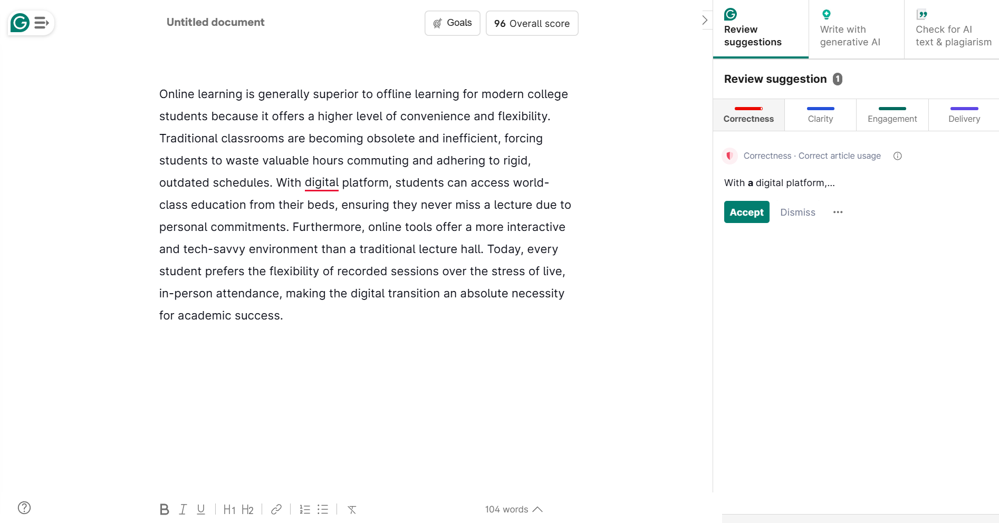 Untitled document
Goals
96 Overall score
Review
suggestions
Write with
generative AI
Check for AI
text & plagiarism
Online learning is generally superior to offline learning for modern college
students because it offers a higher level of convenience and flexibility.
Traditional classrooms are becoming obsolete and inefficient, forcing
students to waste valuable hours commuting and adhering to rigid,
outdated schedules. With digital platform, students can access world-
class education from their beds, ensuring they never miss a lecture due to
personal commitments. Furthermore, online tools offer a more interactive
and tech-savvy environment than a traditional lecture hall. Today, every
student prefers the flexibility of recorded sessions over the stress of live,
in-person attendance, making the digital transition an absolute necessity
for academic success.
Review suggestion 1
Correctness
Clarity
Engagement
Delivery
Correctness · Correct article usage
With a digital platform,...
Accept Dismiss
B I U H1 H2
104 words